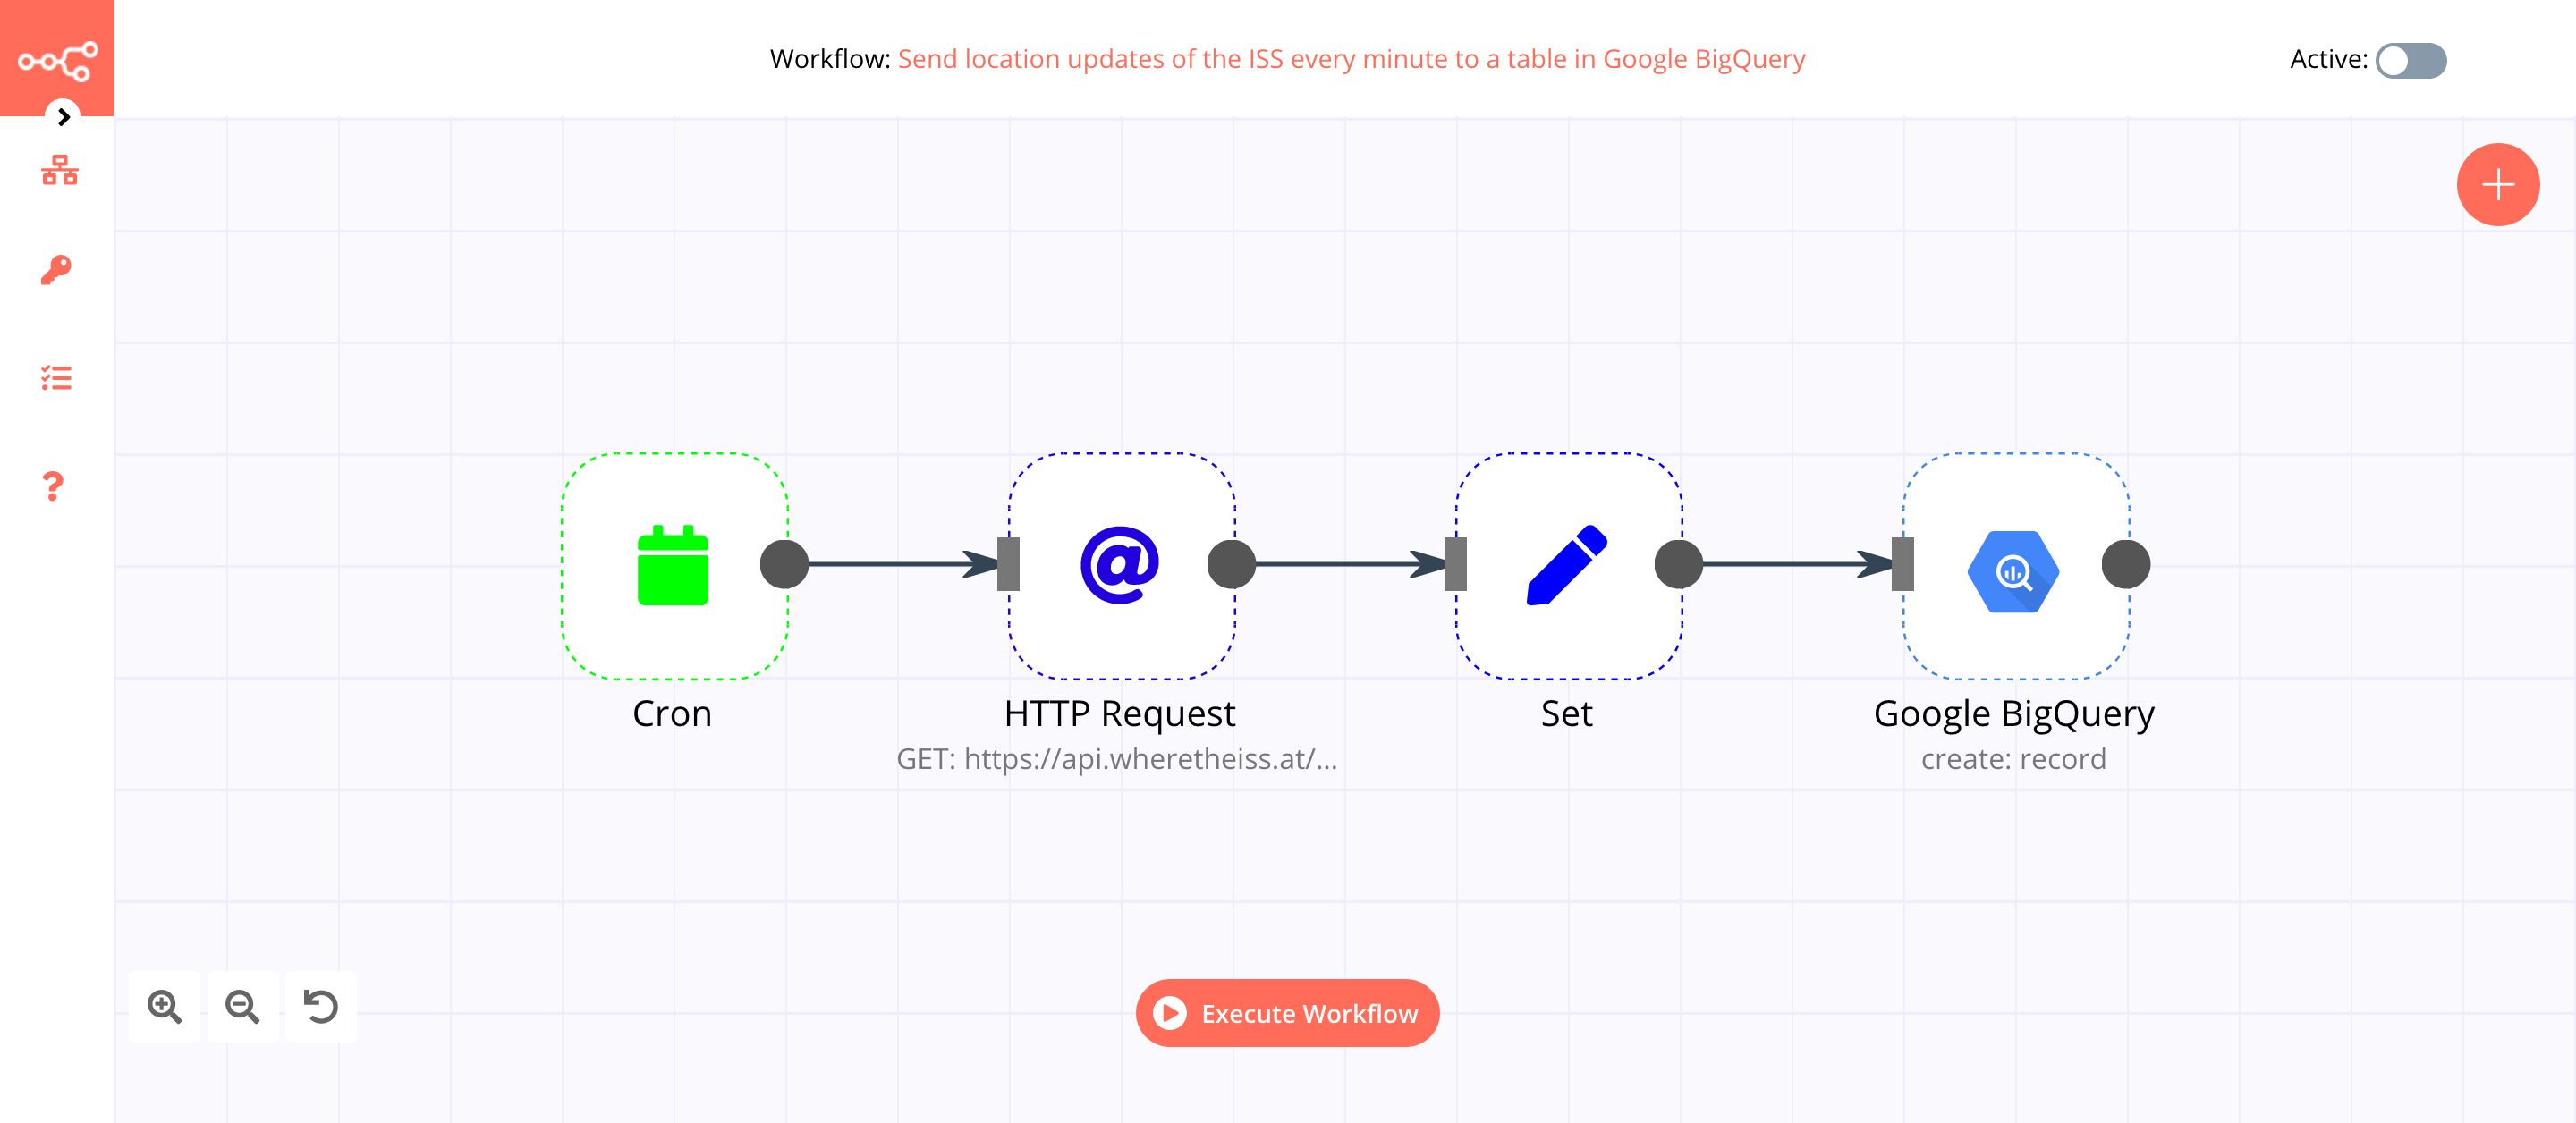 Workflow: Send location updates of the ISS every minute to a table in Google BigQuery
Active:
Cron
HTTP Request
GET: https://api.wheretheiss.at/...
Set
Google BigQuery
create: record
Execute Workflow